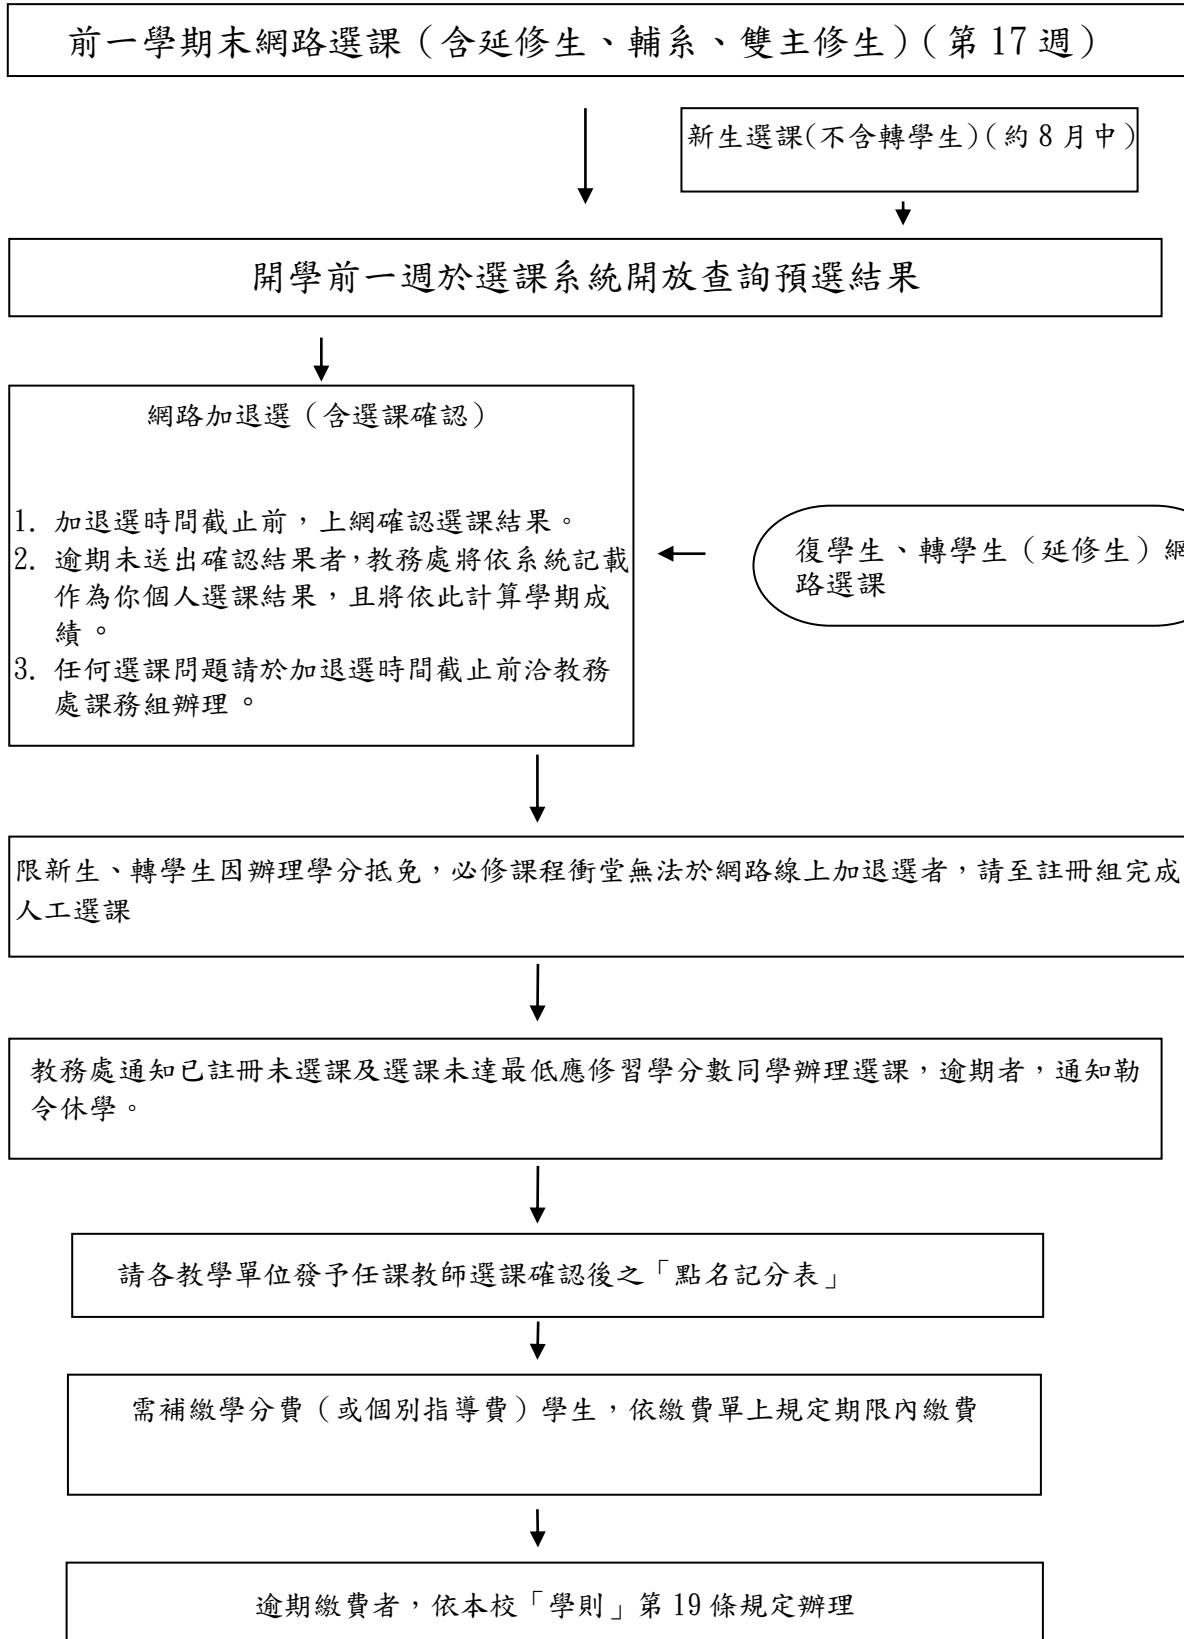 前一學期末網路選課（含延修生、輔系、雙主修生）（第 17 週）
新生選課(不含轉學生)(約 8 月中)
開學前一週於選課系統開放查詢預選結果
網路加退選（含選課確認）
1. 加退選時間截止前，上網確認選課結果。
2. 逾期未送出確認結果者，教務處將依系統記載
作為你個人選課結果，且將依此計算學期成
績。
3. 任何選課問題請於加退選時間截止前洽教務
處課務組辦理。
復學生、轉學生（延修生）網
路選課
限新生、轉學生因辦理學分抵免，必修課程衝堂無法於網路線上加退選者，請至註冊組完成
人工選課
教務處通知已註冊未選課及選課未達最低應修習學分數同學辦理選課，逾期者，通知勒
令休學。
請各教學單位發予任課教師選課確認後之「點名記分表」
需補繳學分費（或個別指導費）學生，依繳費單上規定期限內繳費
逾期繳費者，依本校「學則」第 19 條規定辦理